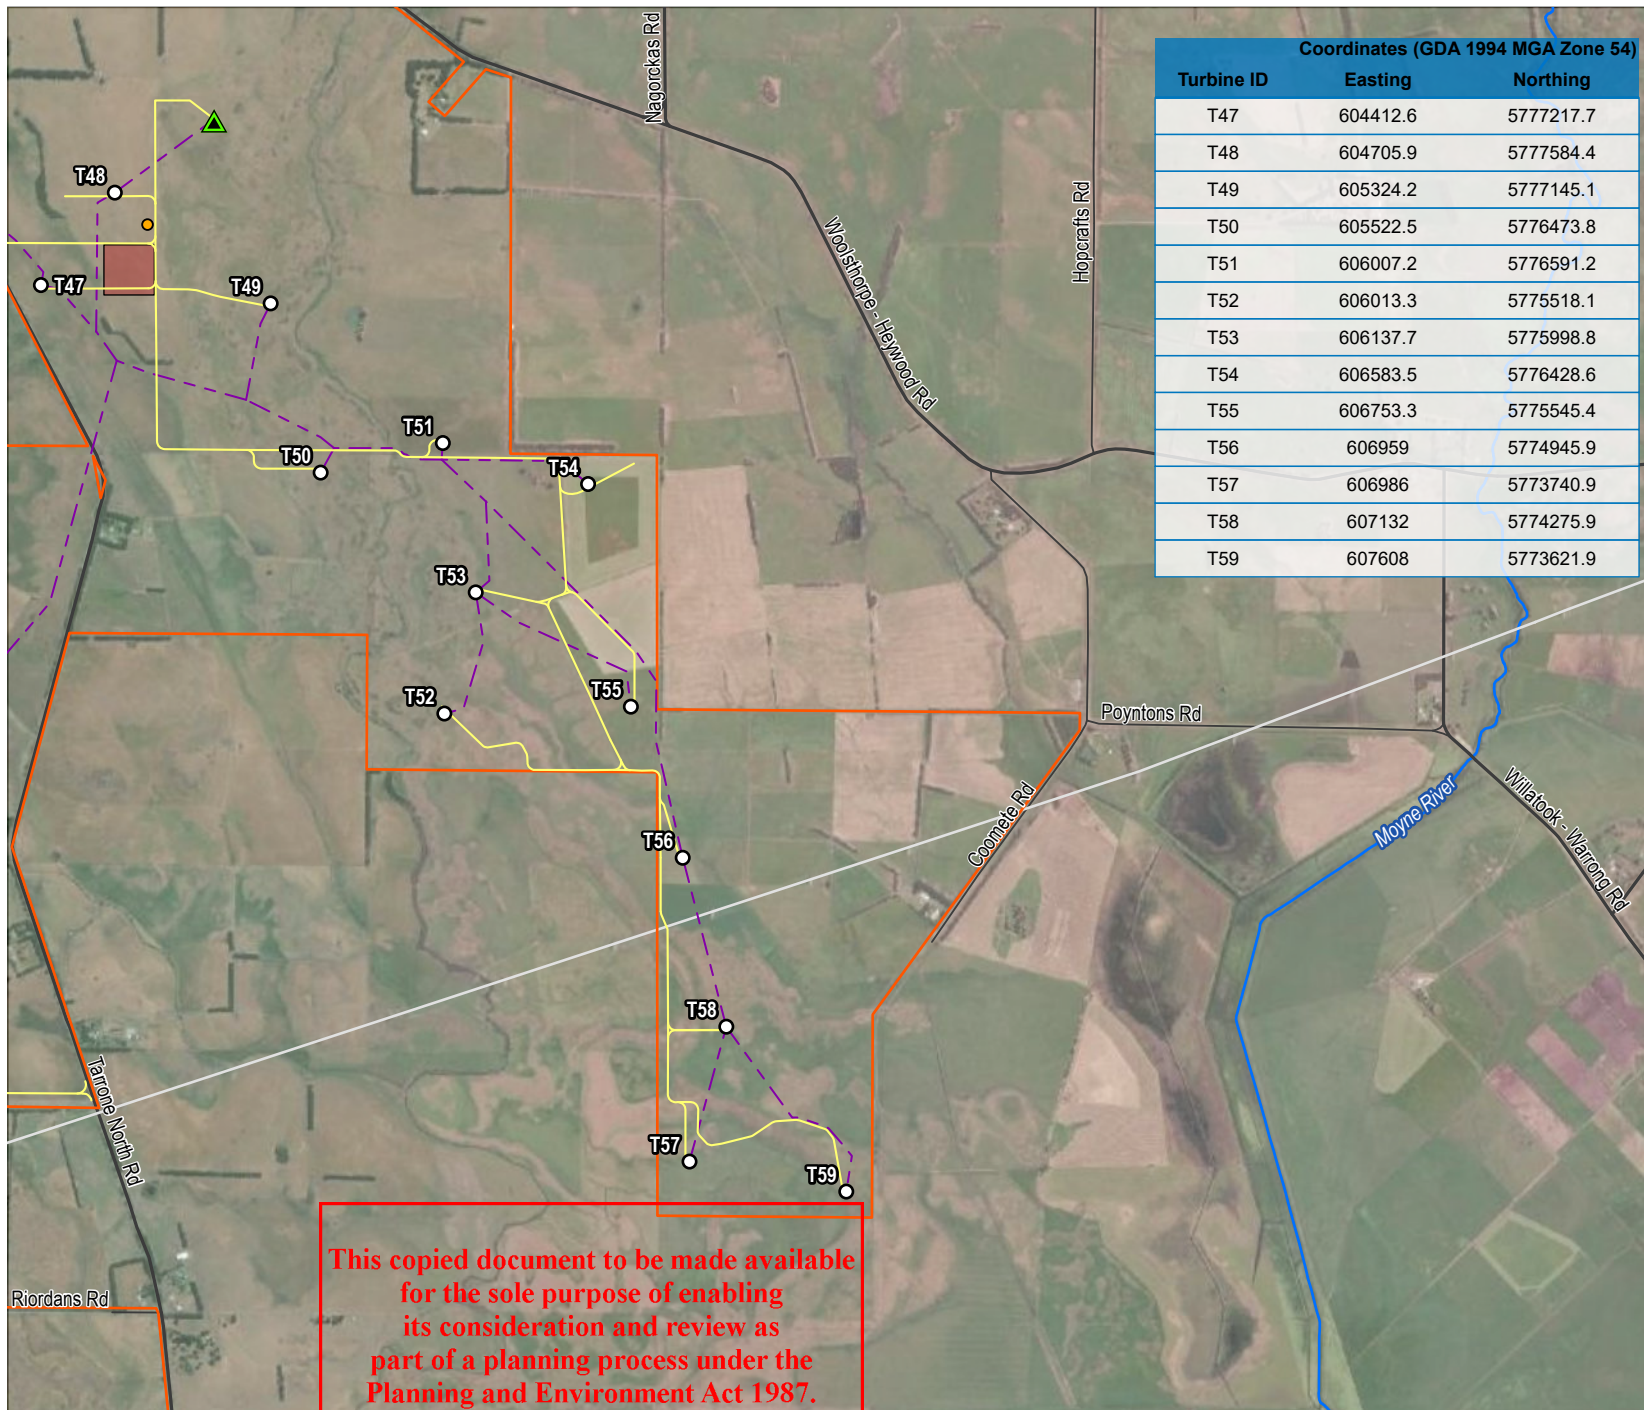 Coordinates (GDA 1994 MGA Zone 54)
Turbine ID Easting Northing
T47 604412.6 5777217.7
T48 604705.9 5777584.4
T49 605324.2 5777145.1
T50 605522.5 5776473.8
T51 606007.2 5776591.2
T52 606013.3 5775518.1
T53 606137.7 5775998.8
T54 606583.5 5776428.6
T55 606753.3 5775545.4
T56 606959 5774945.9
T57 606986 5773740.9
T58 607132 5774275.9
T59 607608 5773621.9
Nagorckas Rd
Hopcrafts Rd
Woolsthorpe - Heywood Rd
T48
T47
T49
T51
T50
T54
T53
T52
T55
Poyntons Rd
Coomete Rd
Moyne River
Willatook - Warrong Rd
T56
T58
Tarrone North Rd
T57
T59
Riordans Rd
This copied document to be made available
for the sole purpose of enabling
its consideration and review as
part of a planning process under the
Planning and Environment Act 1987.